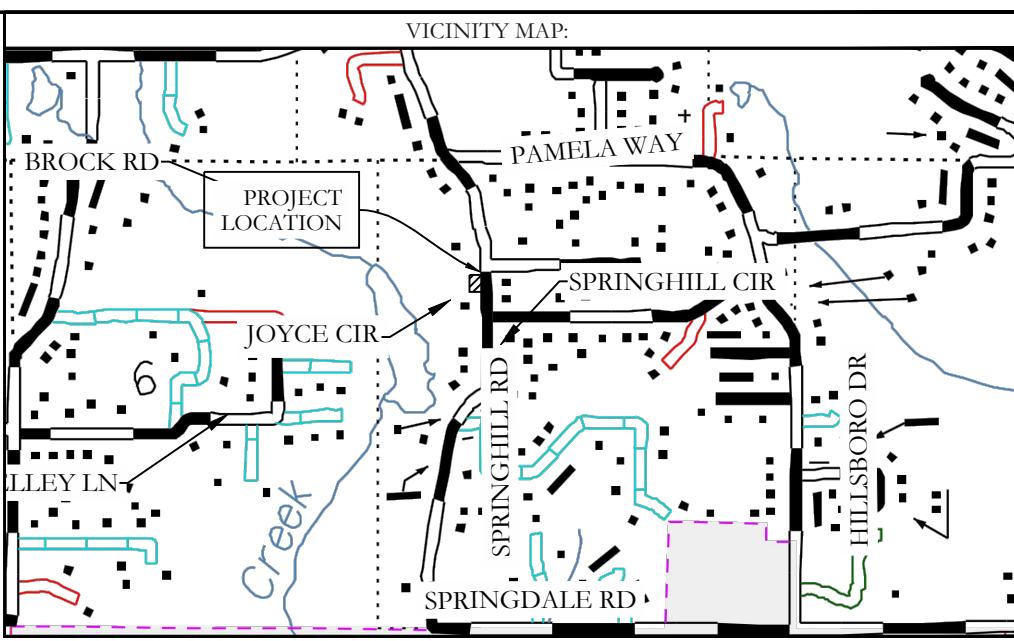 VICINITY MAP:
PAMELA WAY
BROCK RD
PROJECT
LOCATION
SPRINGHILL CIR
JOYCE CIR
6
SPRINGHILL RD
HILLSBORO DR
ELLEY LN
Creek
SPRINGDALE RD